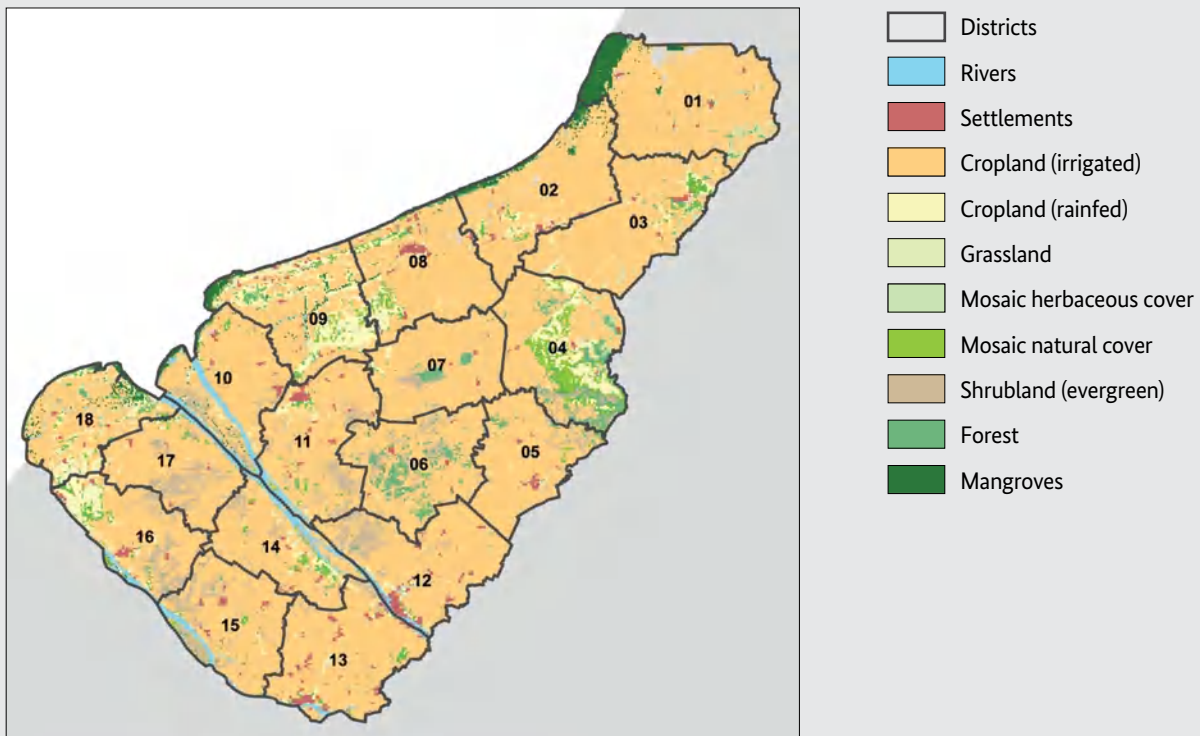 01
02
03
08
09
04
10
07
18
11
06
05
17
16
14
12
15
13
Districts
Rivers
Settlements
Cropland (irrigated)
Cropland (rainfed)
Grassland
Mosaic herbaceous cover
Mosaic natural cover
Shrubland (evergreen)
Forest
Mangroves